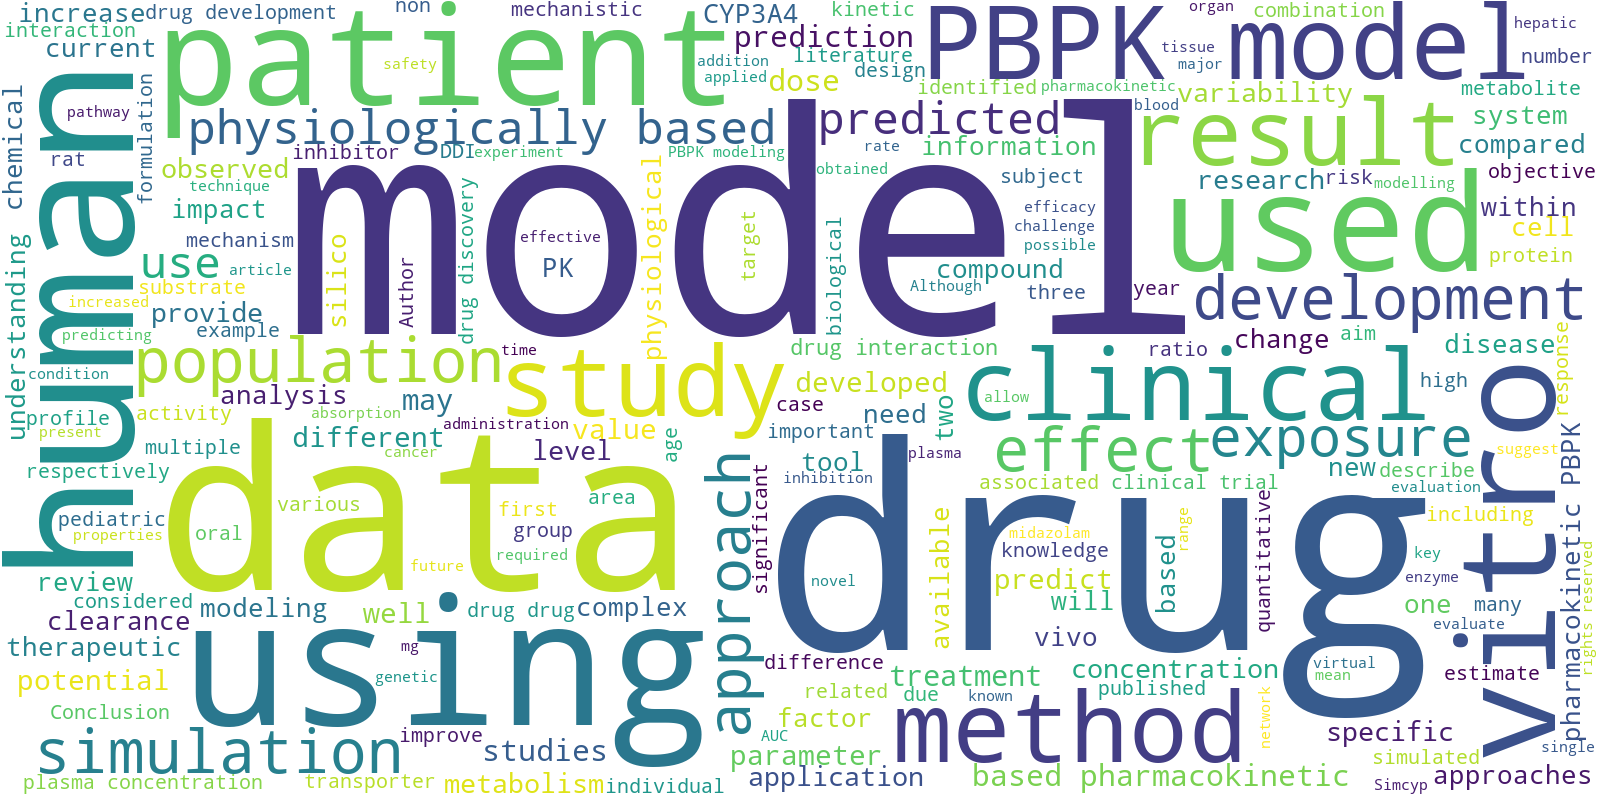 increase
drug development
non
mechanistic
CYP3A4
kinetic
organ
combination
interaction
current
patient
prediction
literature
PBPK model
tissue
major
hepatic
number
safety
addition
applied
design
dose
identified
pharmacokinetic
variability
metabolite
chemical
human
pathway
formulation
physiologically based
predicted
blood
result
system
rat
observed
inhibitor
DDI
experiment
PBPK modeling
rate
information
compared
technique
model
obtained
subject
research
risk
modelling
objective
impact
drug discovery
physiological
target
biological
efficacy
challenge
possible
used
within
cell
protein
understanding
mechanism
silico
Author
effective
PK
use
article
compound
Although
three
year
substrate
increased
provide
example
predicting
development
population
time
study
drug interaction
ratio
change
aim
disease
response
condition
analysis
may
developed
case
need
two
clinical
allow
high
vitro
profile
present
activity
absorption
administration
value
age
important
effect
exposure
multiple
different
cancer
level
approach
tool
plasma
new
describe
suggest
respectively
data
various
first
area
significant
inhibition
drug
associated
clinical trial
evaluation
pharmacokinetic PBPK
pediatric
properties
oral
group
required
future
available
midazolam
knowledge
based
range
quantitative
including
key
review
considered
modeling
well
drug drug
complex
novel
predict
will
enzyme
one
many
evaluate
rights reserved
clearance
using
mg
vivo
therapeutic
genetic
difference
treatment
concentration
virtual
mean
estimate
potential
Conclusion
related
due
known
published
factor
method
network
specific
simulation
improve
studies
AUC
parameter
simulated
single
plasma concentration
transporter
metabolism
individual
application
based pharmacokinetic
Simcyp
approaches